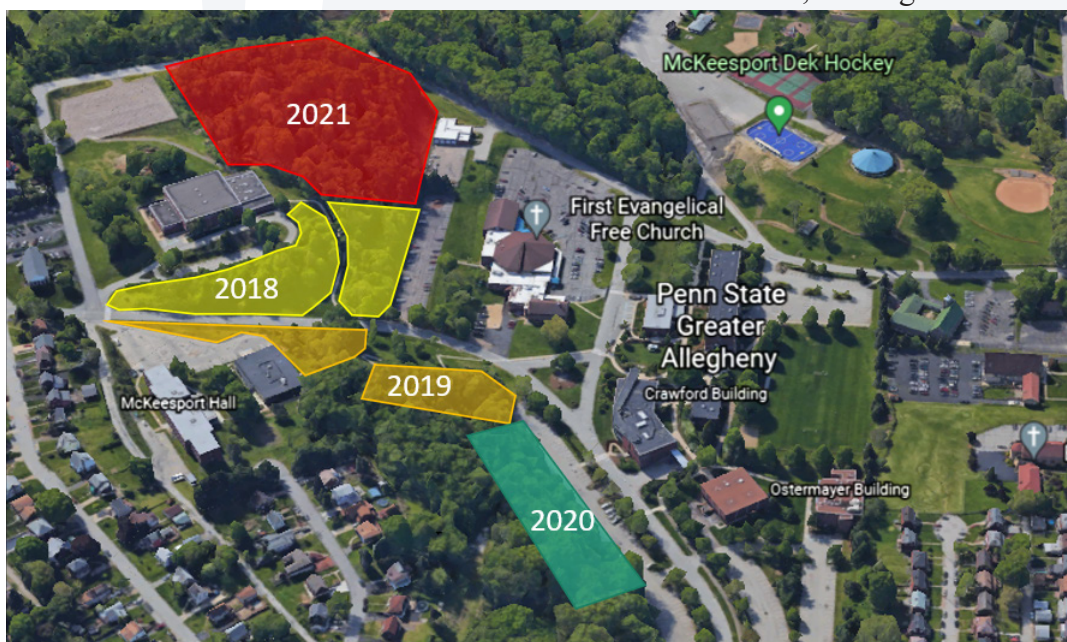 McKeesport Dek Hockey
2021
First Evangelical
Free Church
2018
Penn State
Greater
Allegheny
2019
Crawford Building
McKeesport Hall
Ostermayer Building
2020